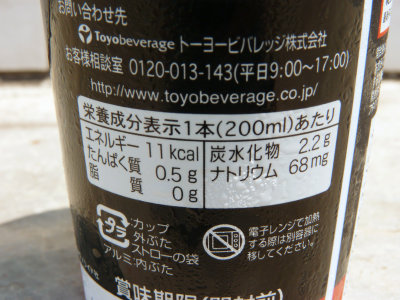 お問い合わせ先
Toyobeverage トーヨービバレッジ株式会社
お客様相談室 0120-013-143(平日9:00〜17:00)
http://www.toyobeverage.co.jp/
栄養成分表示1本(200ml)あたり
エネルギー 11kcal 炭水化物 2.2g
たんぱく質 0.5g ナトリウム 68mg
脂質 0g
プラ
カップ
外ぶた
ストローの袋
アルミ:内ぶた
電子レンジで加熱
する際は別容器に
移してください。
賞味期限(開封前)